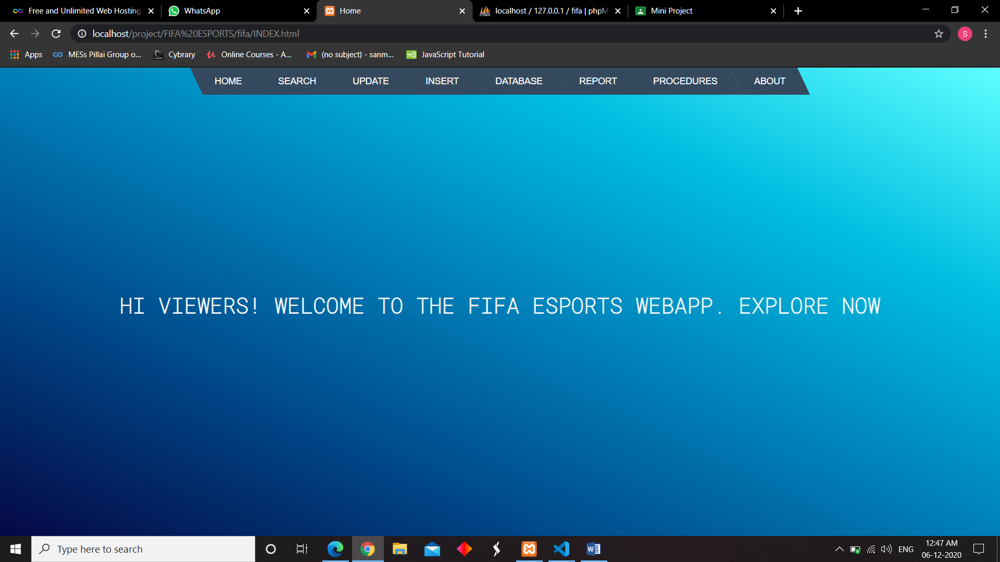 Free and Unlimited Web Hosting
WhatsApp
Home
localhost / 127.0.0.1 / fifa | phpM
Mini Project
localhost/project/FIFA%20ESPORTS/fifa/INDEX.html
S
Apps
MESs Pillai Group o...
Cybrary
Online Courses - A...
(no subject) - sanm...
JavaScript Tutorial
HOME
SEARCH
UPDATE
INSERT
DATABASE
REPORT
PROCEDURES
ABOUT
HI VIEWERS! WELCOME TO THE FIFA ESPORTS WEBAPP. EXPLORE NOW
Type here to search
ENG
12:47 AM
06-12-2020